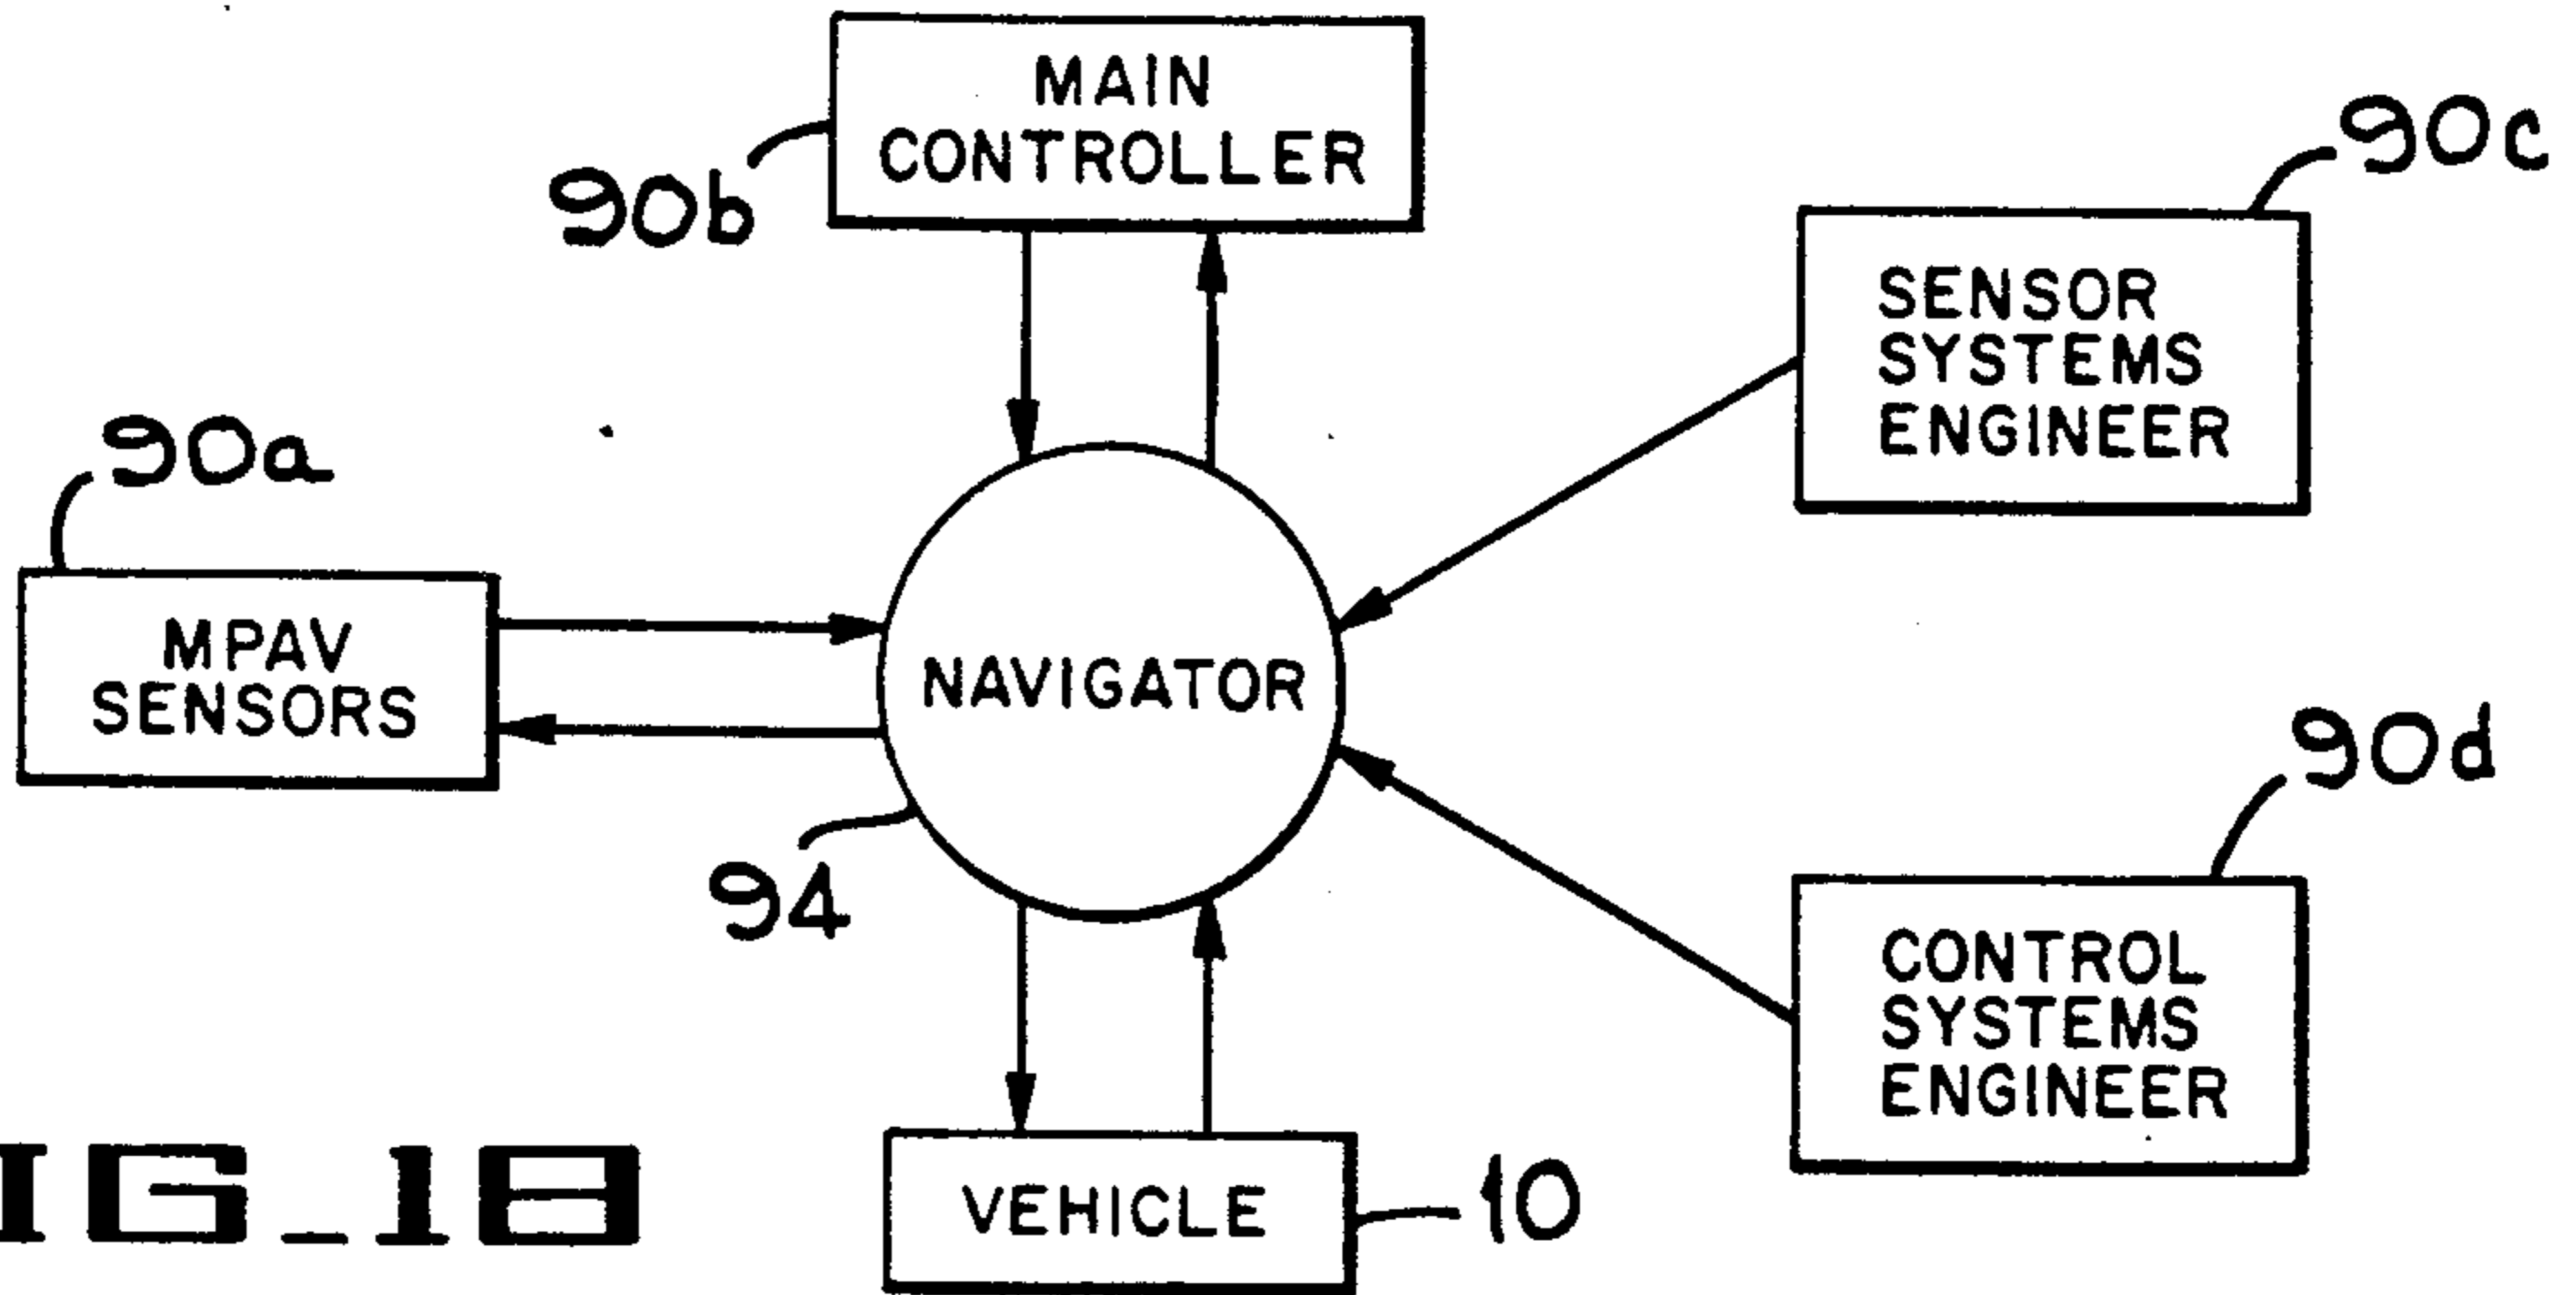 MAIN
CONTROLLER
90b
90c
SENSOR
SYSTEMS
ENGINEER
90a
MPAV
SENSORS
NAVIGATOR
94
90d
CONTROL
SYSTEMS
ENGINEER
VEHICLE
10
IG_18